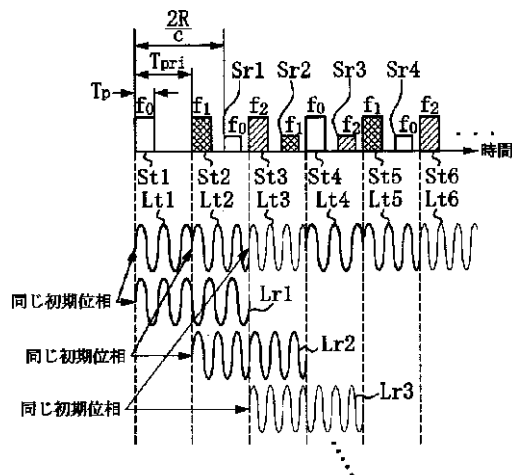 2R
c
Tpri
Tp
Sr1
Sr2
Sr3
Sr4
f0
f1
f0
f2
f1
f0
f2
f1
f0
f2
・・・
時間
St1
St2
St3
St4
St5
St6
Lt1
Lt2
Lt3
Lt4
Lt5
Lt6
同じ初期位相
Lr1
同じ初期位相
Lr2
同じ初期位相
Lr3